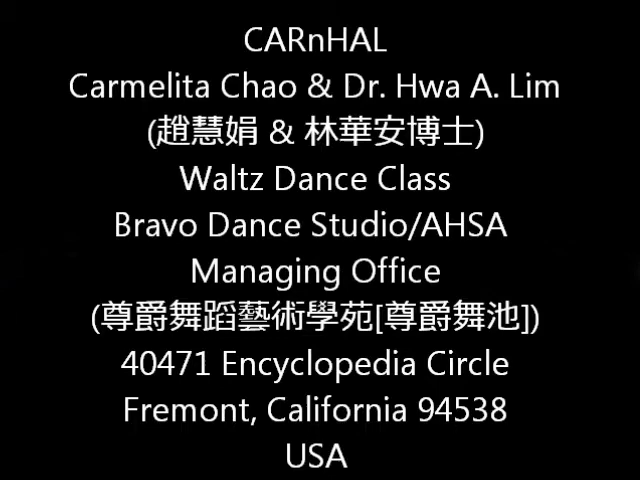 CARnHAL
Carmelita Chao & Dr. Hwa A. Lim
(趙慧娟 & 林華安博士)
Waltz Dance Class
Bravo Dance Studio/AHSA
Managing Office
(尊爵舞蹈藝術學苑[尊爵舞池])
40471 Encyclopedia Circle
Fremont, California 94538
USA